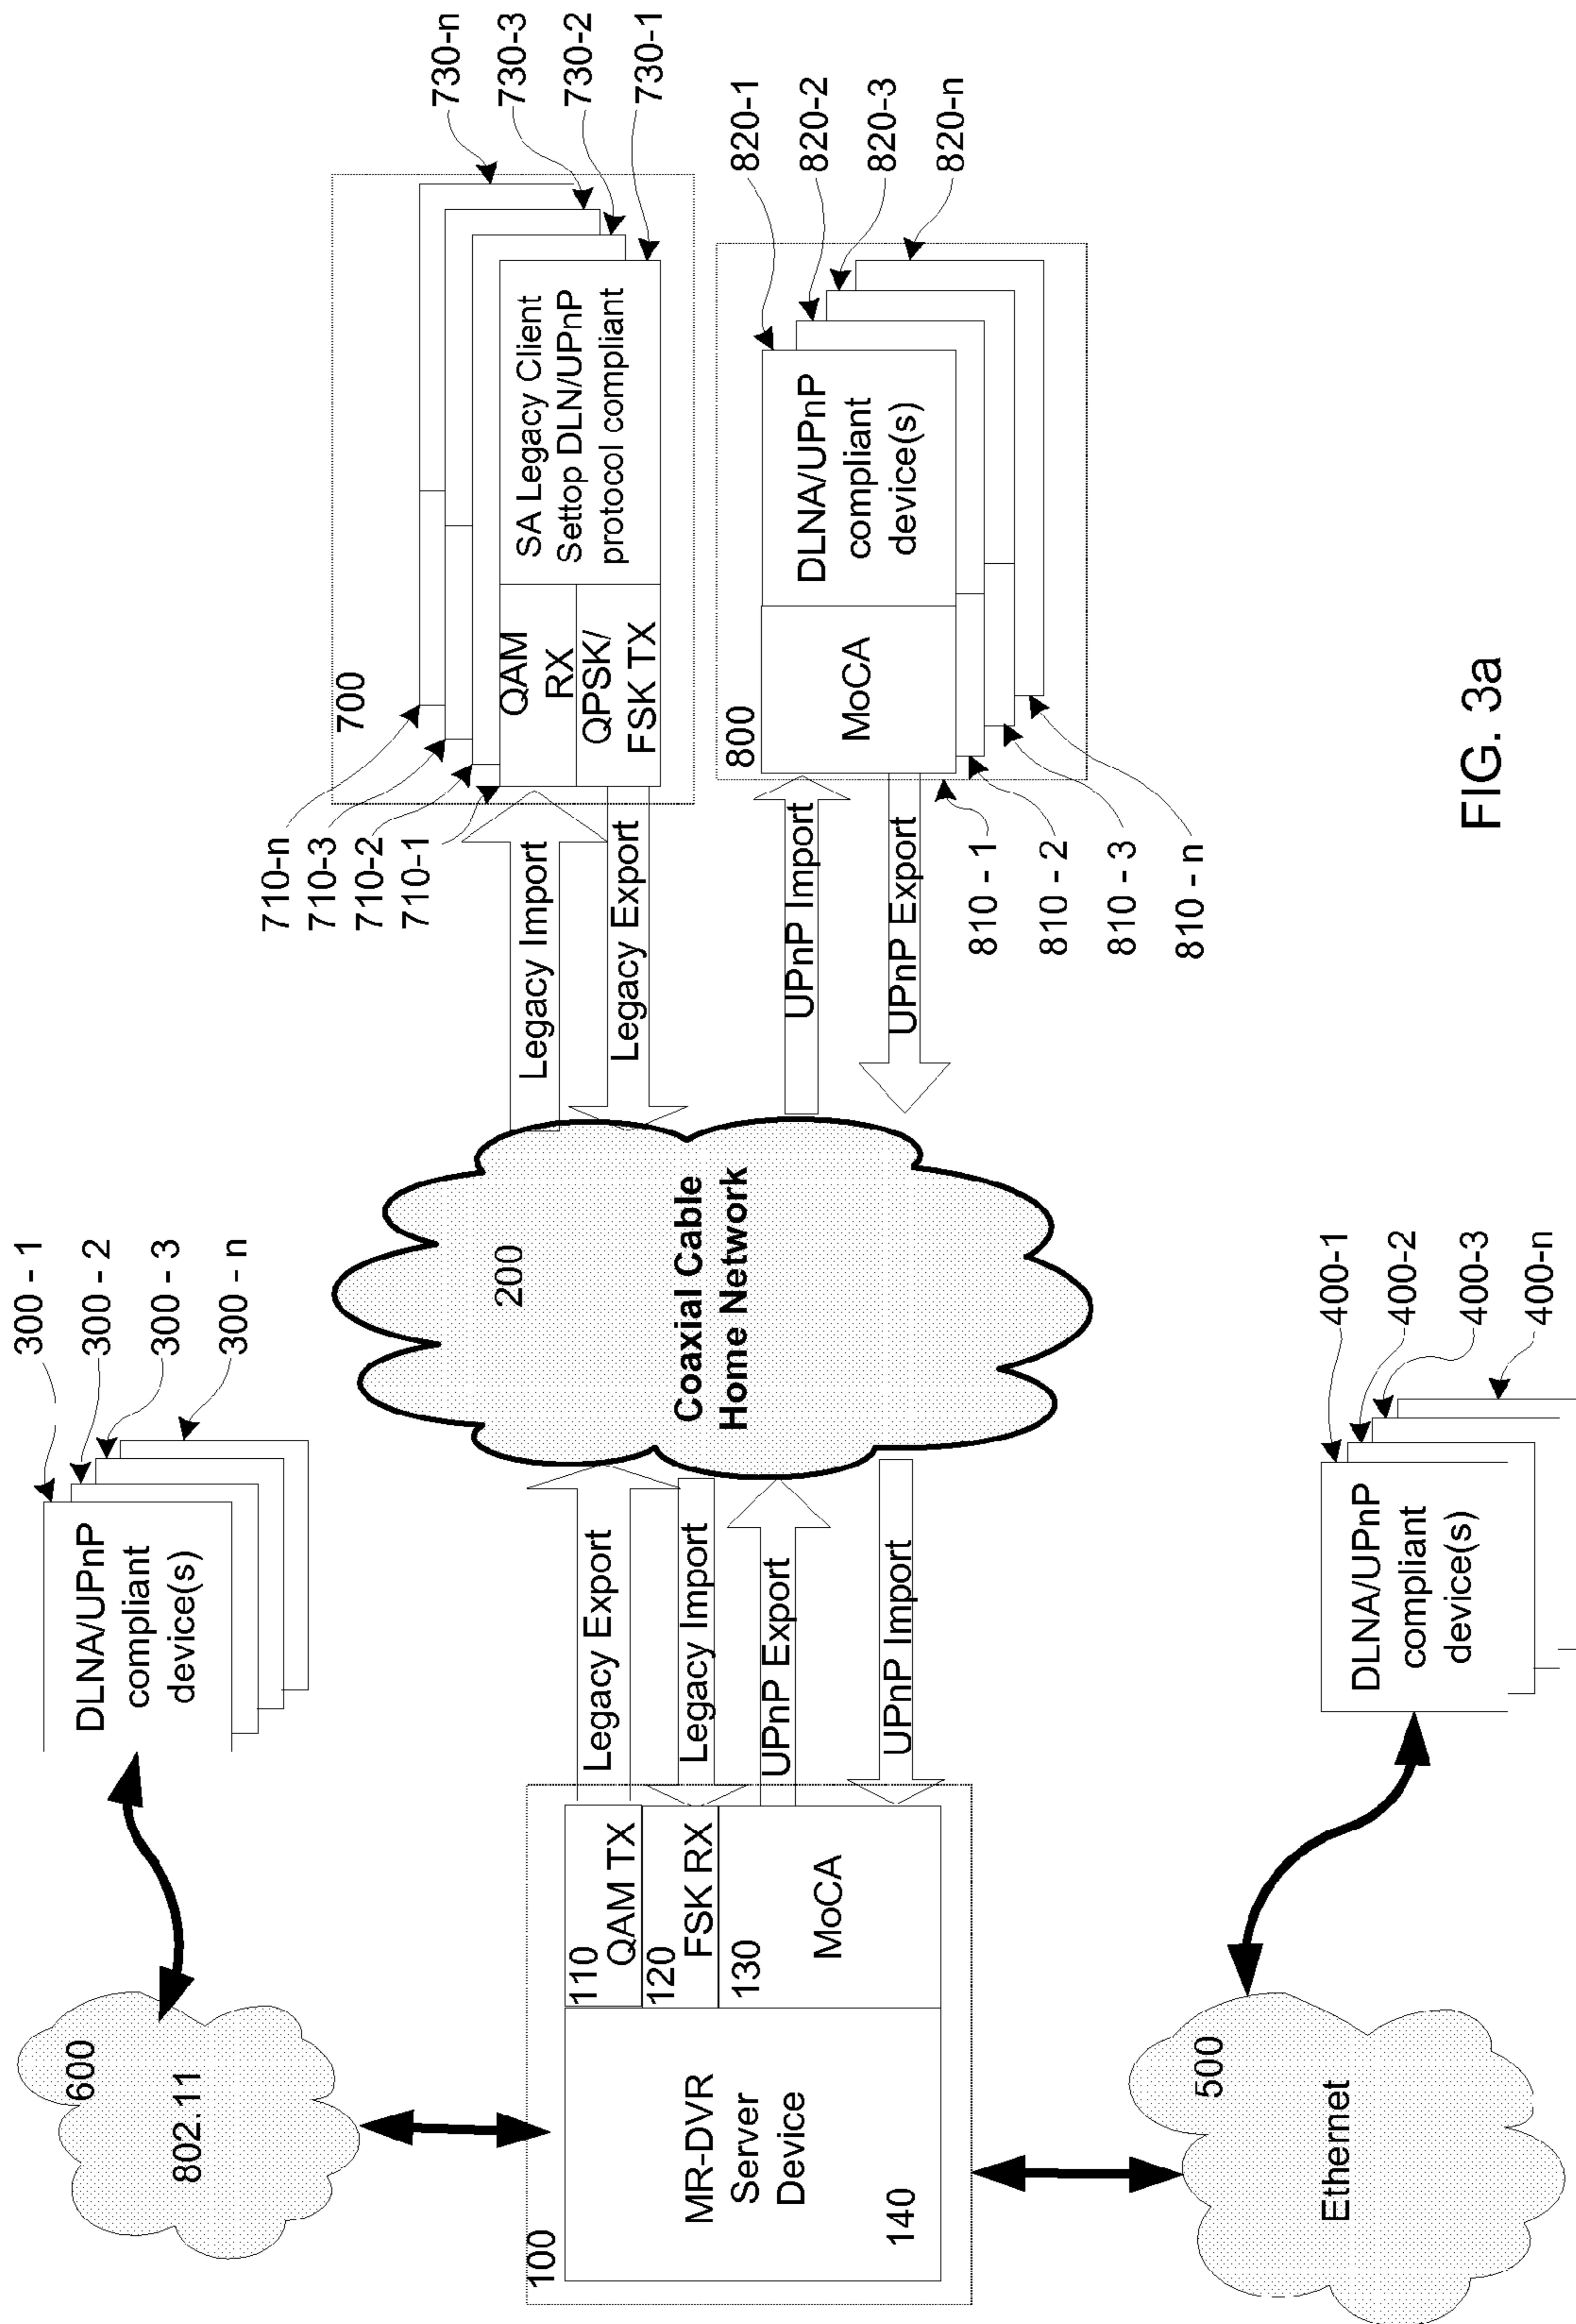 600
802.11
DLNA/UPnP
compliant
device(s)
300 - 1
300 - 2
300 - 3
300 - n
100
MR-DVR
Server
Device
140
110
QAM TX
120
FSK RX
130
MoCA
Legacy Export
Legacy Import
UPnP Export
UPnP Import
200
Coaxial Cable
Home Network
Legacy Import
Legacy Export
UPnP Import
UPnP Export
710-n
710-3
710-2
710-1
700
QAM
RX
QPSK/
FSK TX
SA Legacy Client
Settop DLN/UPnP
protocol compliant
730-n
730-3
730-2
730-1
800
MoCA
DLNA/UPnP
compliant
device(s)
820-1
820-2
820-3
820-n
810 - 1
810 - 2
810 - 3
810 - n
500
Ethernet
DLNA/UPnP
compliant
device(s)
400-1
400-2
400-3
400-n
FIG. 3a